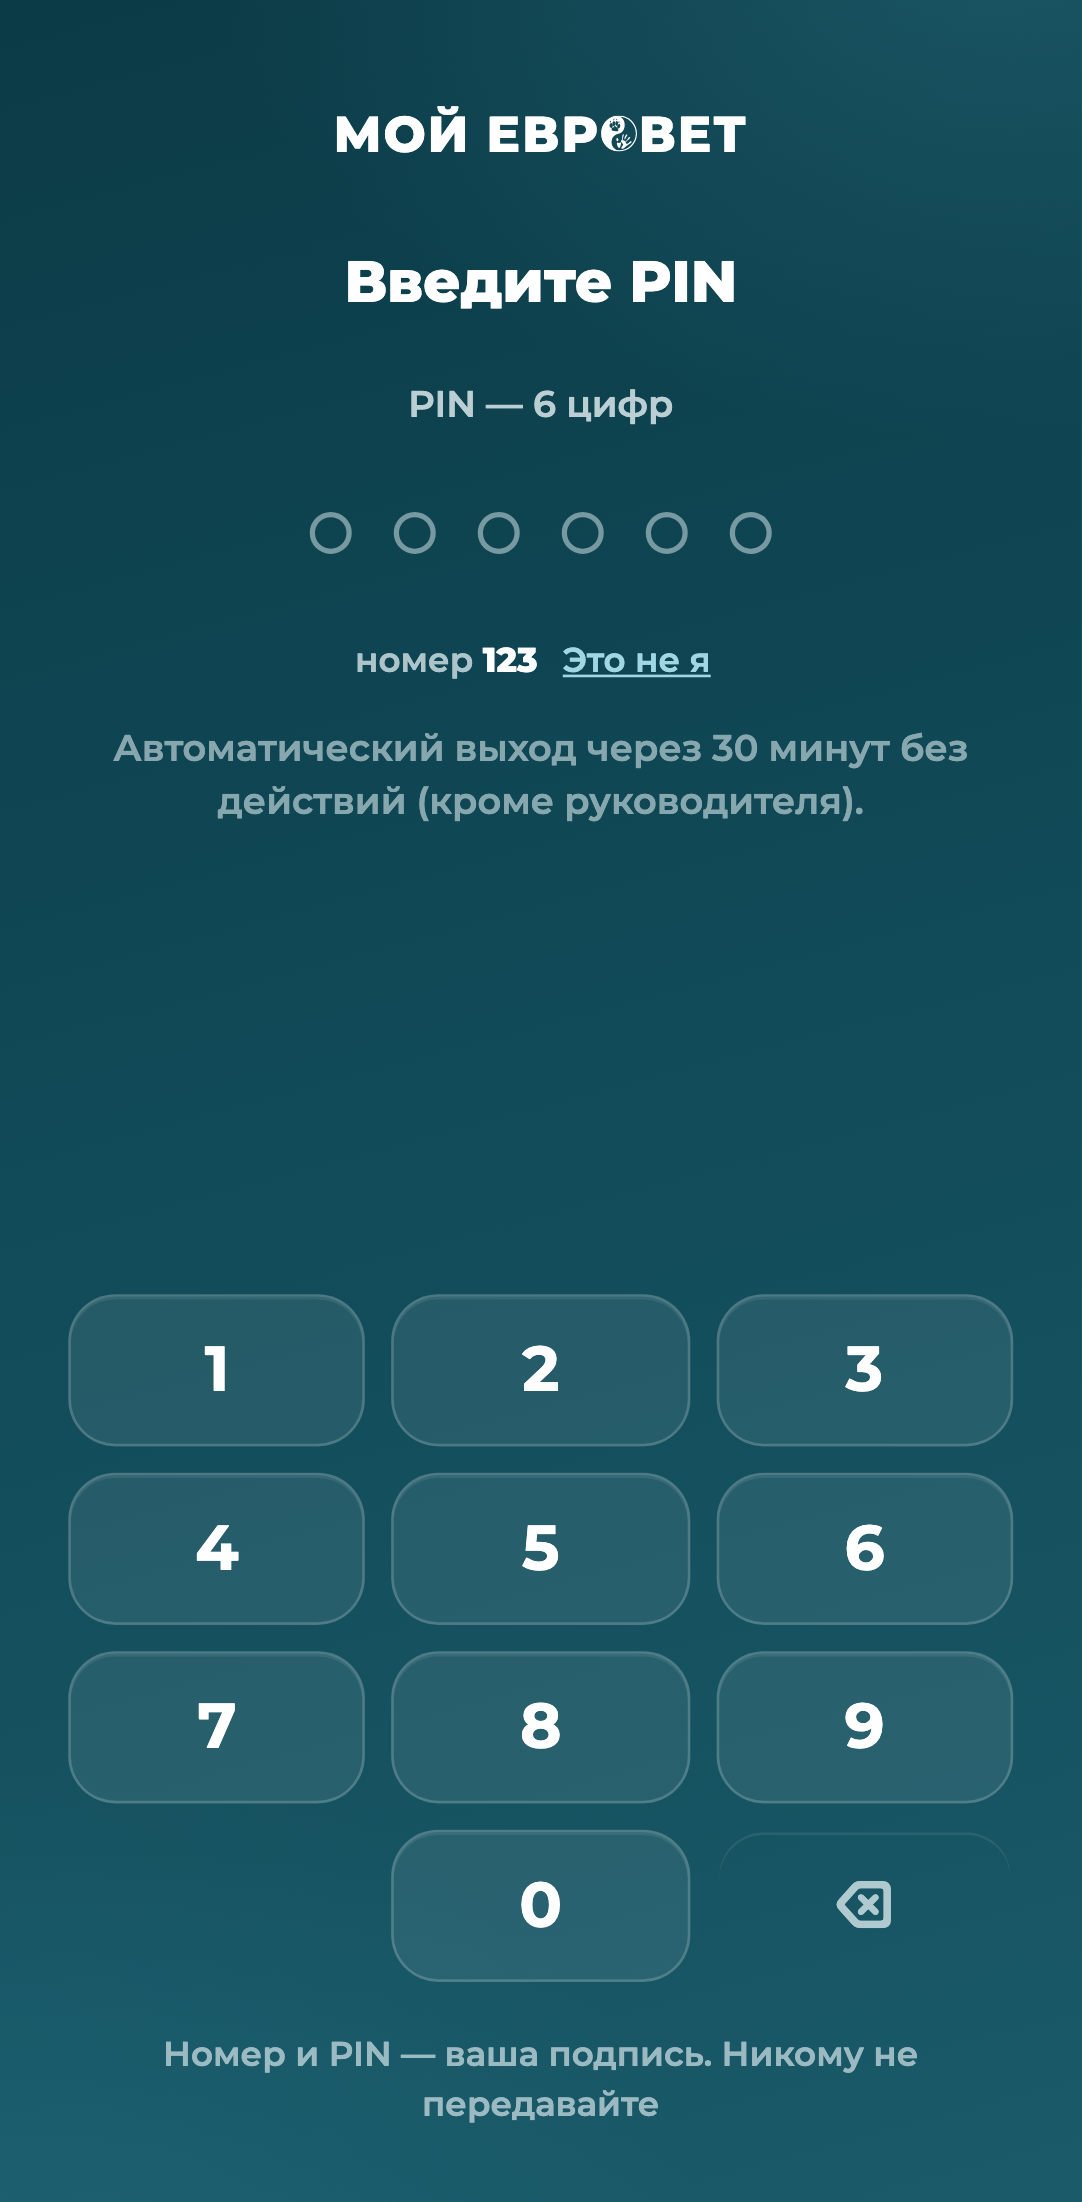 МОЙ ЕВРОВЕТ
Введите PIN
PIN — 6 цифр
номер 123 Это не я
Автоматический выход через 30 минут без
действий (кроме руководителя).
1 2 3
4 5 6
7 8 9
0
Номер и PIN — ваша подпись. Никому не
передавайте